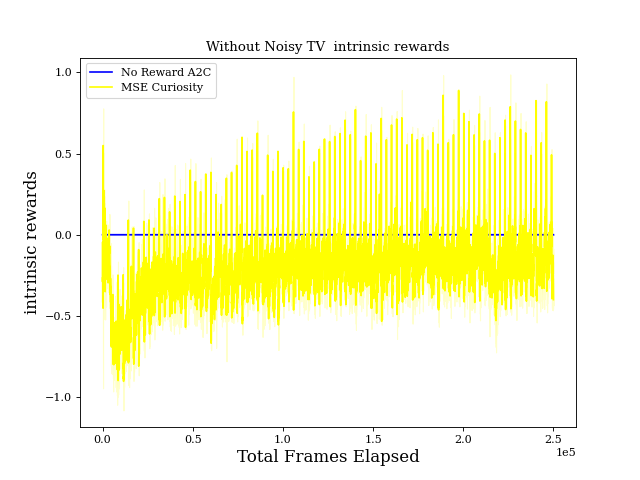 Without Noisy TV intrinsic rewards
No Reward A2C
MSE Curiosity
intrinsic rewards
1.0
0.5
0.0
−0.5
−1.0
0.0 0.5 1.0 1.5 2.0 2.5
1e5
Total Frames Elapsed